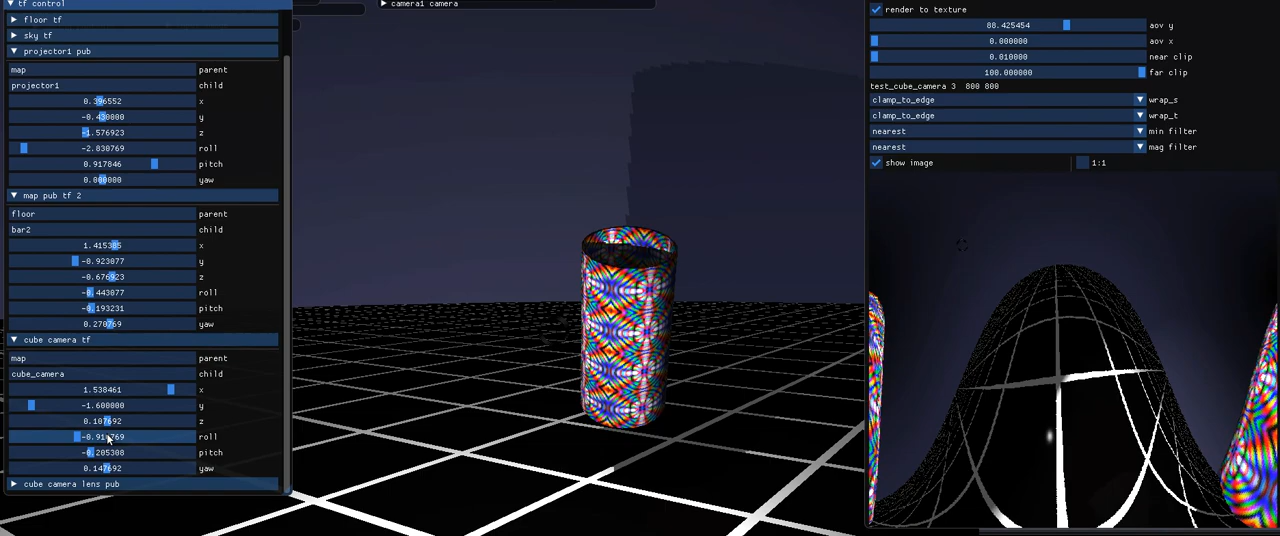 tf control
floor tf
sky tf
projector1 pub
map parent
projector1 child
0.396552 x
-0.430000 y
-1.576923 z
-2.830769 roll
0.917846 pitch
0.000000 yaw
map pub tf 2
floor parent
bar2 child
1.415385 x
-0.923077 y
-0.676923 z
-0.443077 roll
-0.193231 pitch
0.270769 yaw
cube camera tf
map parent
cube_camera child
1.538461 x
-1.600000 y
0.107692 z
roll
-0.205308 pitch
0.147692 yaw
cube camera lens pub
camera1 camera
render to texture
80.425454 aov y
0.000000 aov x
0.010000 near clip
100.000000 far clip
test_cube_camera 3 800 800
clamp_to_edge wrap_s
clamp_to_edge wrap_t
nearest min filter
nearest mag filter
show image 1:1